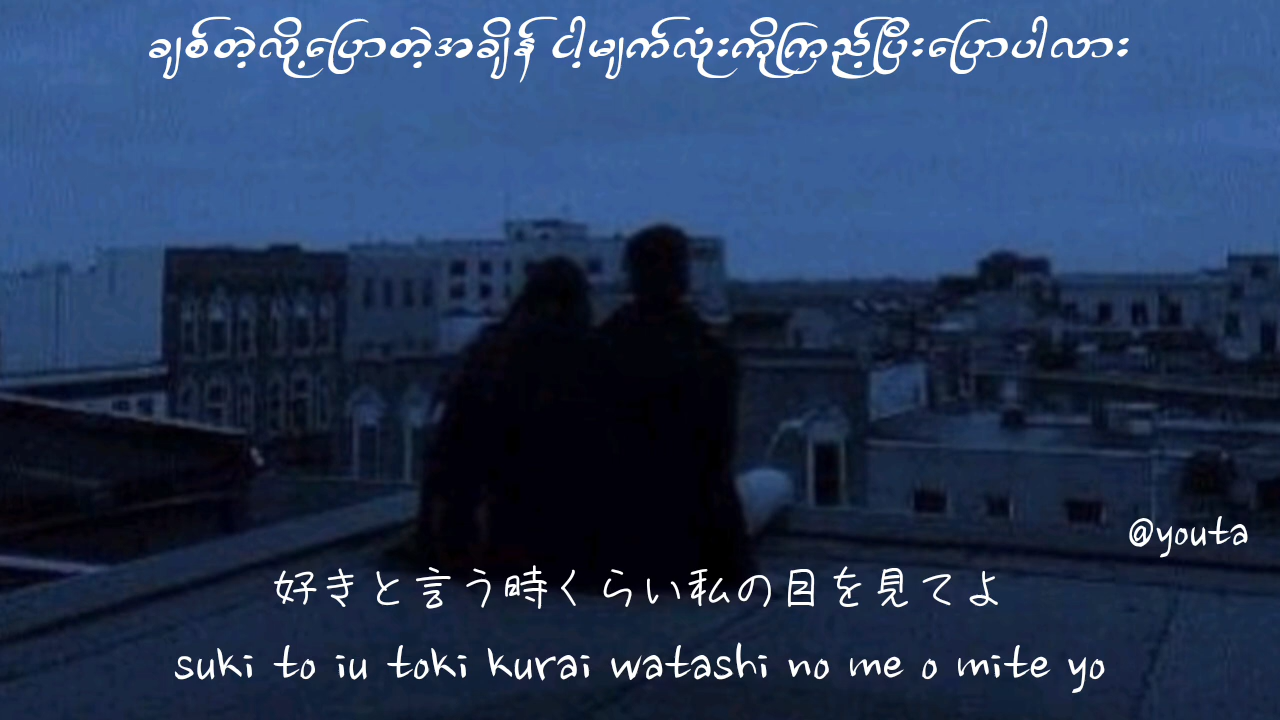 ချစ်တဲ့လို့ပြောတဲ့အချိန် ငါ့မျက်လုံးကိုကြည့်ပြီးပြောပါလား
@youta
好きと言う時くらい私の目を見てよ
suki to iu toki kurai watashi no me o mite yo